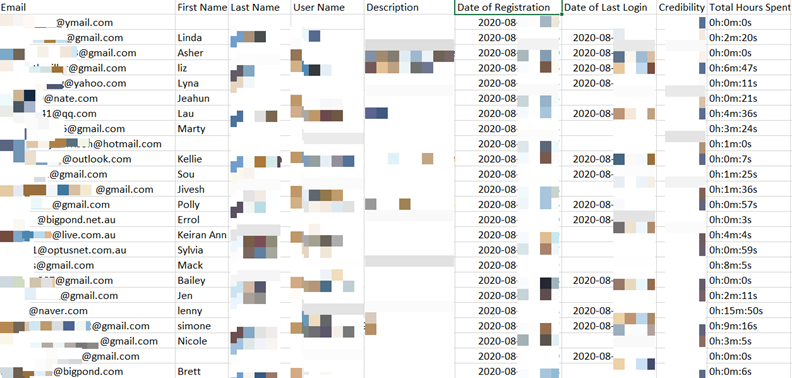 Email First Name Last Name User Name Description Date of Registration Date of Last Login Credibility Total Hours Spent
@ymail.com 2020-08- 0h:0m:0s
@gmail.com Linda 2020-08- 2020-08- 0h:2m:20s
s@gmail.com Asher 2020-08- 2020-08- 0h:0m:0s
@gmail.com liz 2020-08- 2020-08- 0h:6m:47s
@yahoo.com Lyna 2020-08- 2020-08- 0h:0m:11s
@nate.com Jeahun 2020-08- 0h:0m:21s
41@qq.com Lau 2020-08- 2020-08- 0h:4m:36s
5@gmail.com Marty 2020-08- 0h:3m:24s
h@hotmail.com 2020-08- 0h:1m:0s
@outlook.com Kellie 2020-08- 2020-08- 0h:0m:7s
@gmail.com Sou 2020-08- 0h:1m:25s
@gmail.com Jivesh 2020-08- 0h:1m:36s
@gmail.com Polly 2020-08- 2020-08- 0h:0m:57s
@bigpond.net.au Errol 2020-08- 2020-08- 0h:0m:3s
@live.com.au Keiran Ann 2020-08- 0h:4m:4s
1@optusnet.com.au Sylvia 2020-08- 0h:0m:59s
s@gmail.com Mack 2020-08- 0h:8m:5s
@gmail.com Bailey 2020-08- 2020-08- 0h:0m:0s
@gmail.com Jen 2020-08- 0h:2m:11s
@naver.com lenny 2020-08- 2020-08- 0h:15m:50s
@gmail.com simone 2020-08- 2020-08- 0h:9m:16s
@gmail.com Nicole 2020-08- 0h:3m:5s
@gmail.com 2020-08- 2020-08- 0h:0m:0s
@bigpond.com Brett 2020-08- 0h:0m:6s